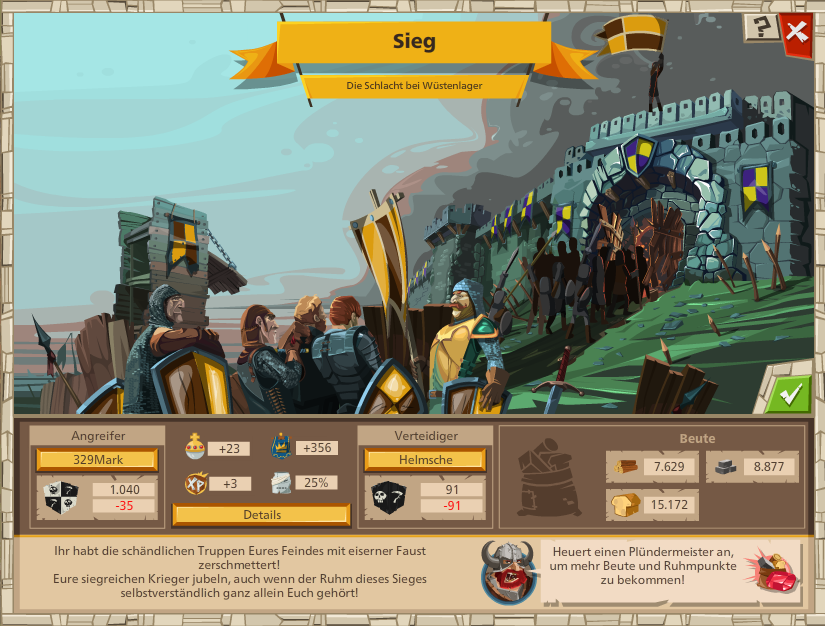 Sieg
Die Schlacht bei Wüstenlager
?
Angreifer
329Mark
1.040
-35
+23
+356
XP
+3
25%
Details
Verteidiger
Helmsche
?
91
-91
Beute
7.629
8.877
15.172
Ihr habt die schändlichen Truppen Eures Feindes mit eiserner Faust
zerschmettert!
Eure siegreichen Krieger jubeln, auch wenn der Ruhm dieses Sieges
selbstverständlich ganz allein Euch gehört!
Heuert einen Plündermeister an,
um mehr Beute und Ruhmpunkte
zu bekommen!